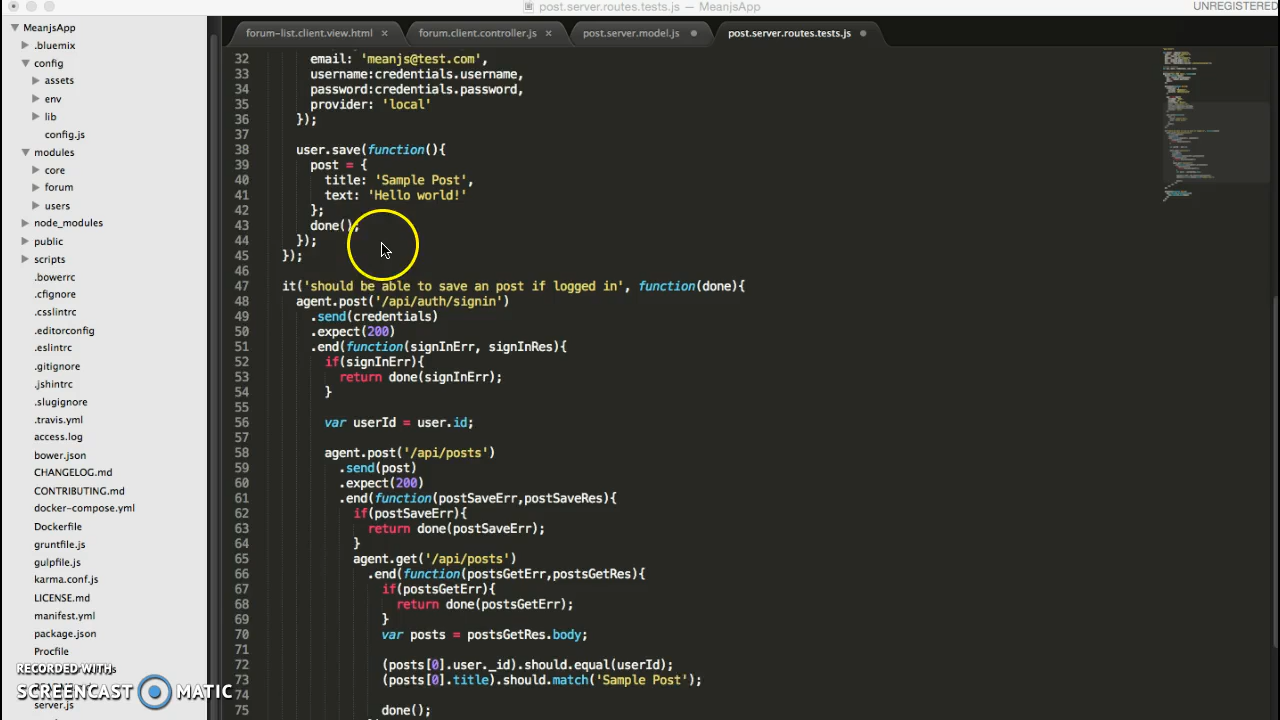 post.server.routes.tests.js — MeanjsApp
UNREGISTERED
MeanjsApp
.bluemix
config
assets
env
lib
config.js
modules
core
forum
users
node_modules
public
scripts
.bowerrc
.cfignore
.csslintrc
.editorconfig
.eslintrc
.gitignore
.jshintrc
.slugignore
.travis.yml
access.log
bower.json
CHANGELOG.md
CONTRIBUTING.md
docker-compose.yml
Dockerfile
gruntfile.js
gulpfile.js
karma.conf.js
LICENSE.md
manifest.yml
package.json
Procfile
server.js
RECORDED WITH
SCREENCAST MATIC
forum-list.client.view.html
forum.client.controller.js
post.server.model.js
post.server.routes.tests.js
32 email: 'meanjs@test.com',
33 username:credentials.username,
34 password:credentials.password,
35 provider: 'local'
36 });
37
38 user.save(function(){
39 post = {
40 title: 'Sample Post',
41 text: 'Hello world!'
42 };
43 done();
44 });
45 });
46
47 it('should be able to save an post if logged in', function(done){
48 agent.post('/api/auth/signin')
49 .send(credentials)
50 .expect(200)
51 .end(function(signInErr, signInRes){
52 if(signInErr){
53 return done(signInErr);
54 }
55
56 var userId = user.id;
57
58 agent.post('/api/posts')
59 .send(post)
60 .expect(200)
61 .end(function(postSaveErr,postSaveRes){
62 if(postSaveErr){
63 return done(postSaveErr);
64 }
65 agent.get('/api/posts')
66 .end(function(postsGetErr,postsGetRes){
67 if(postsGetErr){
68 return done(postsGetErr);
69 }
70 var posts = postsGetRes.body;
71
72 (posts[0].user._id).should.equal(userId);
73 (posts[0].title).should.match('Sample Post');
74
75 done();